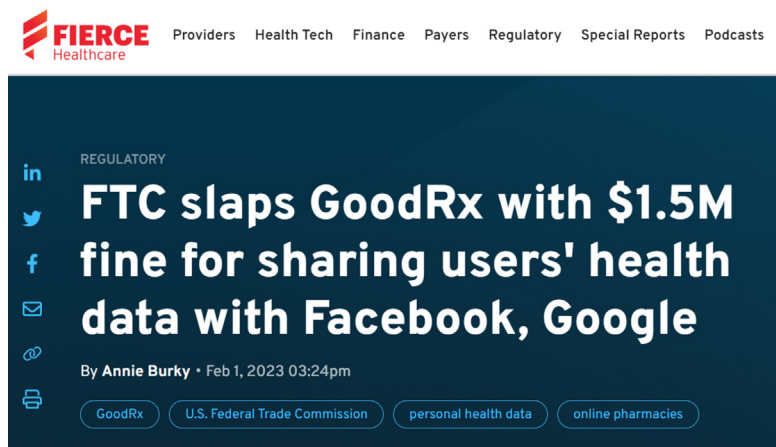 FIERCE
Healthcare
Providers Health Tech Finance Payers Regulatory Special Reports Podcasts
REGULATORY
FTC slaps GoodRx with $1.5M
fine for sharing users' health
data with Facebook, Google
By Annie Burky • Feb 1, 2023 03:24pm
GoodRx U.S. Federal Trade Commission personal health data online pharmacies